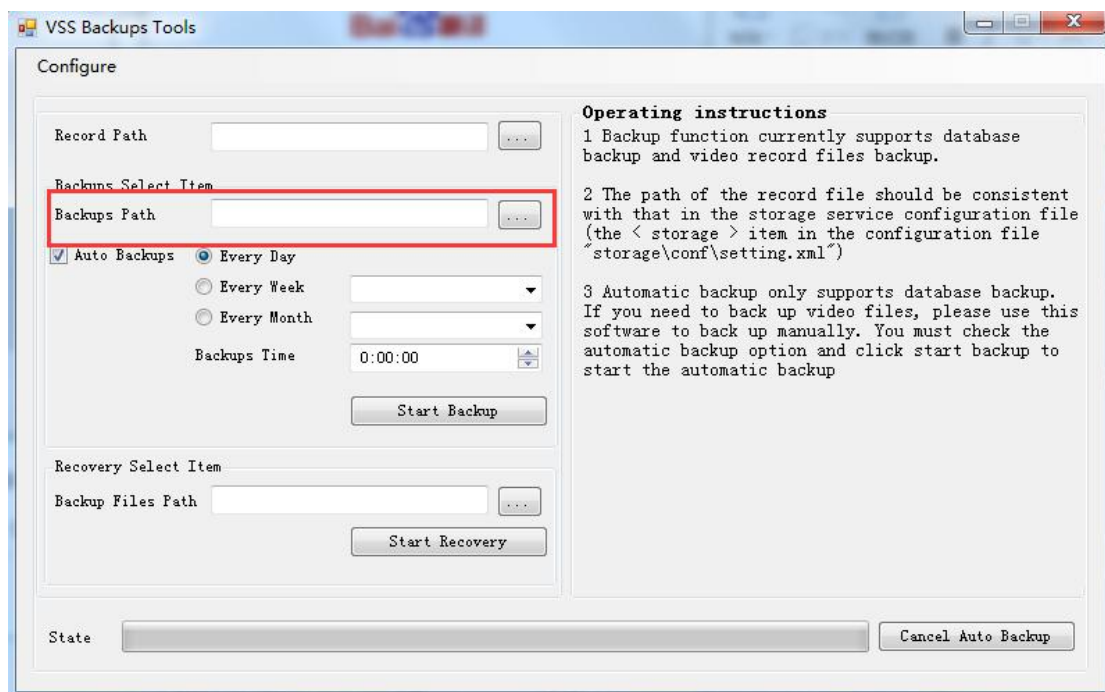 VSS Backups Tools
Configure
Record Path
...
Backups Select Item
Backups Path
...
Auto Backups
Every Day
Every Week
Every Month
Backups Time
0:00:00
Start Backup
Recovery Select Item
Backup Files Path
...
Start Recovery
Operating instructions
1 Backup function currently supports database
backup and video record files backup.
2 The path of the record file should be consistent
with that in the storage service configuration file
(the < storage > item in the configuration file
"storage\conf\setting.xml")
3 Automatic backup only supports database backup.
If you need to back up video files, please use this
software to back up manually. You must check the
automatic backup option and click start backup to
start the automatic backup
State
Cancel Auto Backup